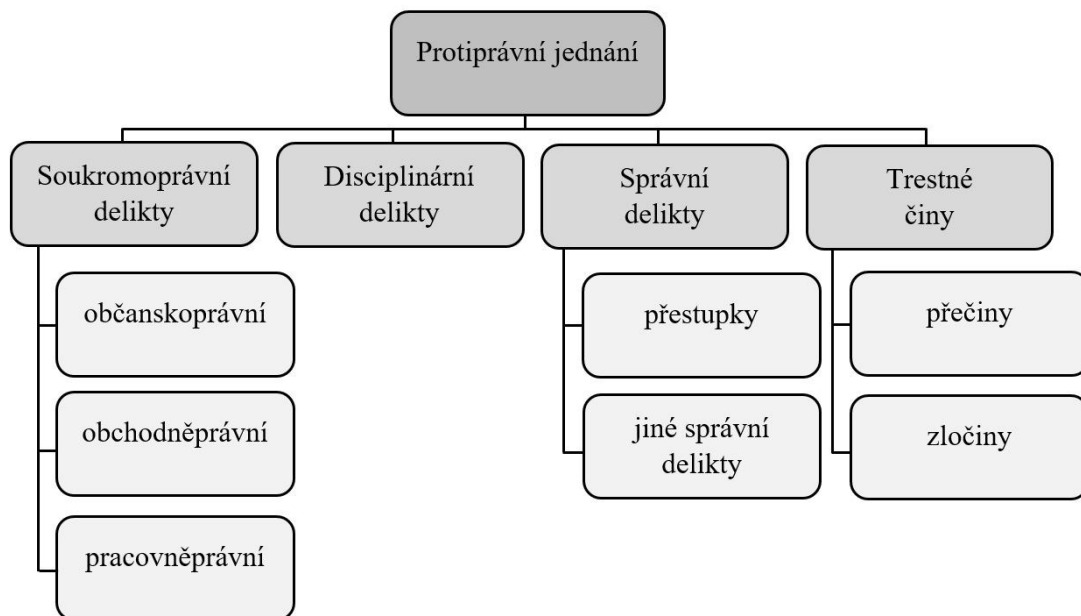 Protiprávní jednání
Soukromoprávní
delikty
Disciplinární
delikty
Správní
delikty
Trestné
činy
občanskoprávní
přestupky
přečiny
obchodněprávní
jiné správní
delikty
zločiny
pracovněprávní